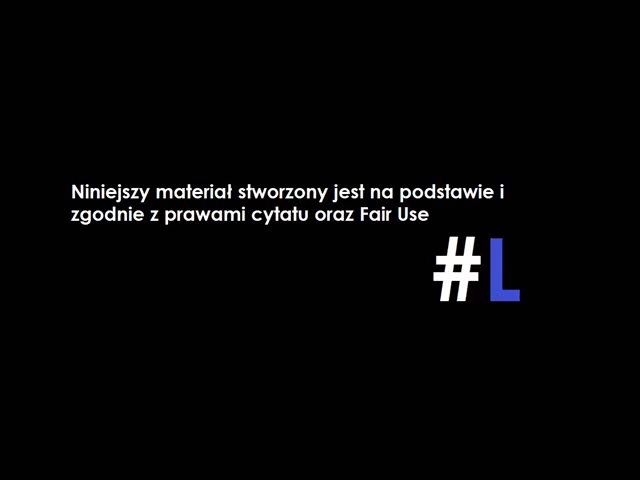 Niniejszy materiał stworzony jest na podstawie i
zgodnie z prawami cytatu oraz Fair Use
#L